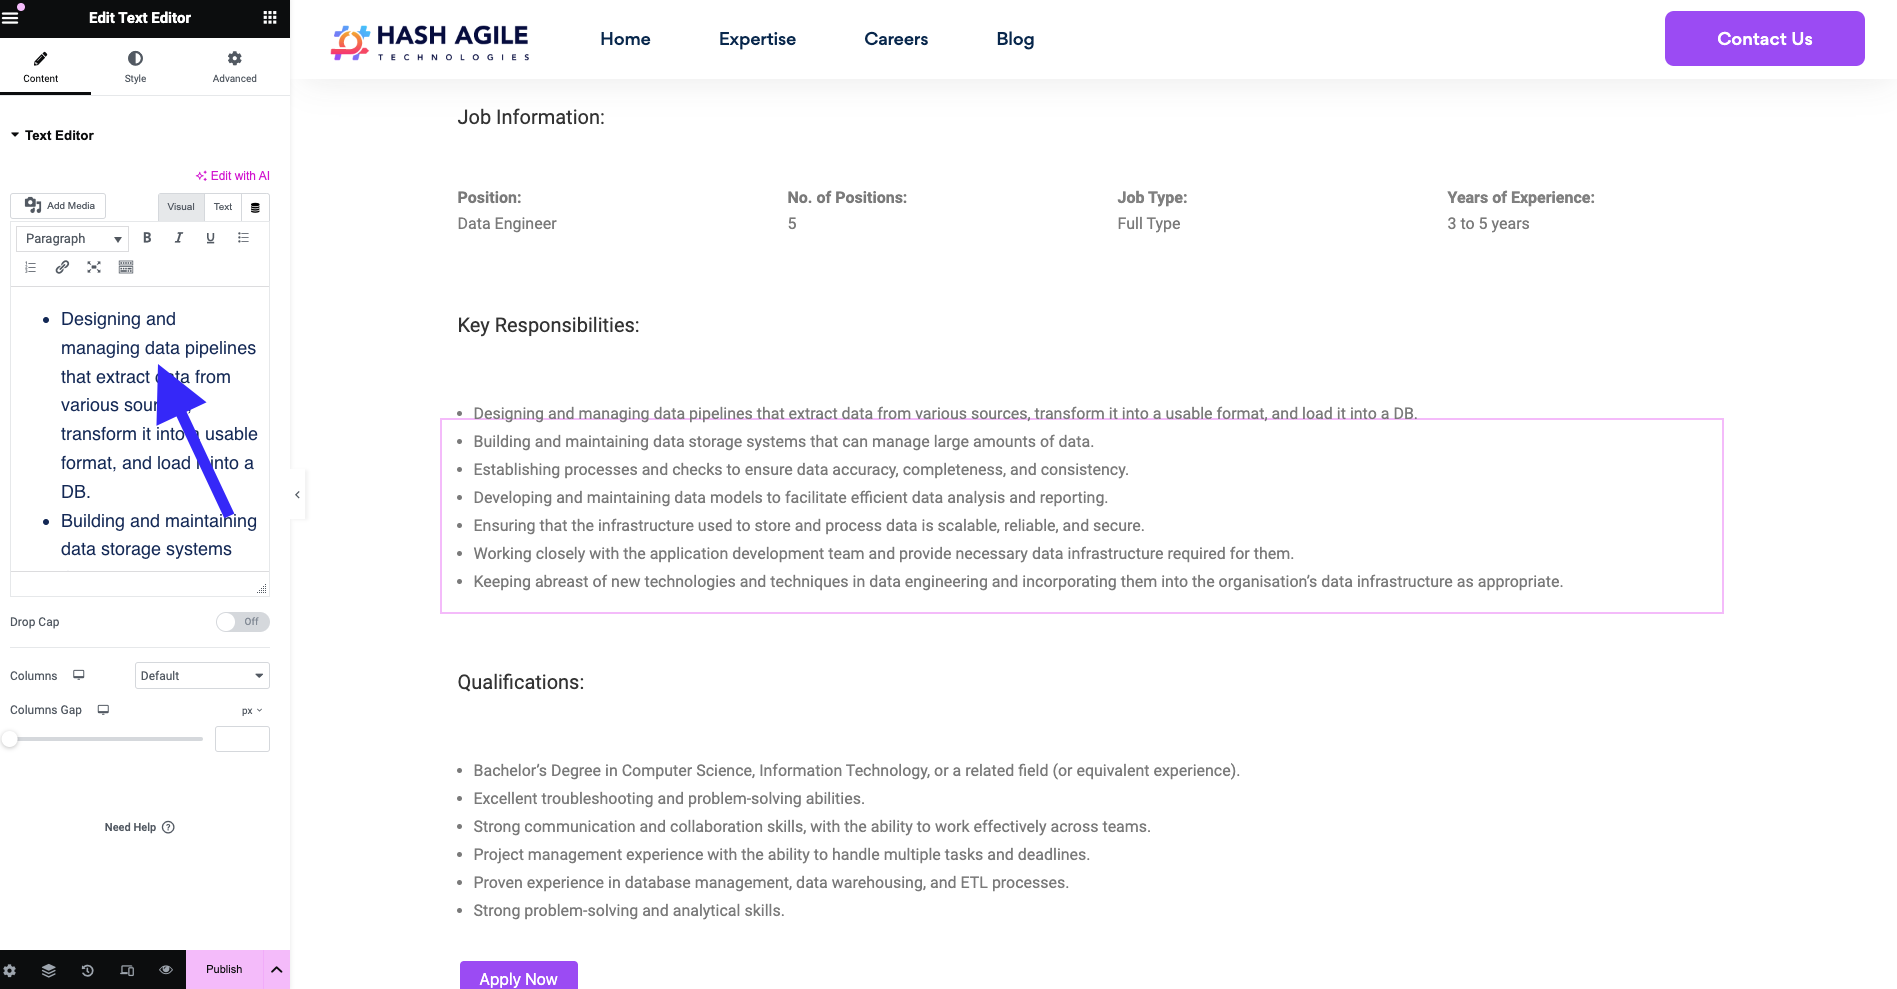 Edit Text Editor
Content
Style
Advanced
Text Editor
Edit with AI
Add Media
Visual
Text
Paragraph
B I U
Designing and
managing data pipelines
that extract data from
various sources,
transform it into a usable
format, and load it into a
DB.
Building and maintaining
data storage systems
Drop Cap
Off
Columns
Default
Columns Gap
px
Need Help
Publish
HASH AGILE
TECHNOLOGIES
Home
Expertise
Careers
Blog
Contact Us
Job Information:
Position:
Data Engineer
No. of Positions:
5
Job Type:
Full Type
Years of Experience:
3 to 5 years
Key Responsibilities:
Designing and managing data pipelines that extract data from various sources, transform it into a usable format, and load it into a DB.
Building and maintaining data storage systems that can manage large amounts of data.
Establishing processes and checks to ensure data accuracy, completeness, and consistency.
Developing and maintaining data models to facilitate efficient data analysis and reporting.
Ensuring that the infrastructure used to store and process data is scalable, reliable, and secure.
Working closely with the application development team and provide necessary data infrastructure required for them.
Keeping abreast of new technologies and techniques in data engineering and incorporating them into the organisation’s data infrastructure as appropriate.
Qualifications:
Bachelor’s Degree in Computer Science, Information Technology, or a related field (or equivalent experience).
Excellent troubleshooting and problem-solving abilities.
Strong communication and collaboration skills, with the ability to work effectively across teams.
Project management experience with the ability to handle multiple tasks and deadlines.
Proven experience in database management, data warehousing, and ETL processes.
Strong problem-solving and analytical skills.
Apply Now